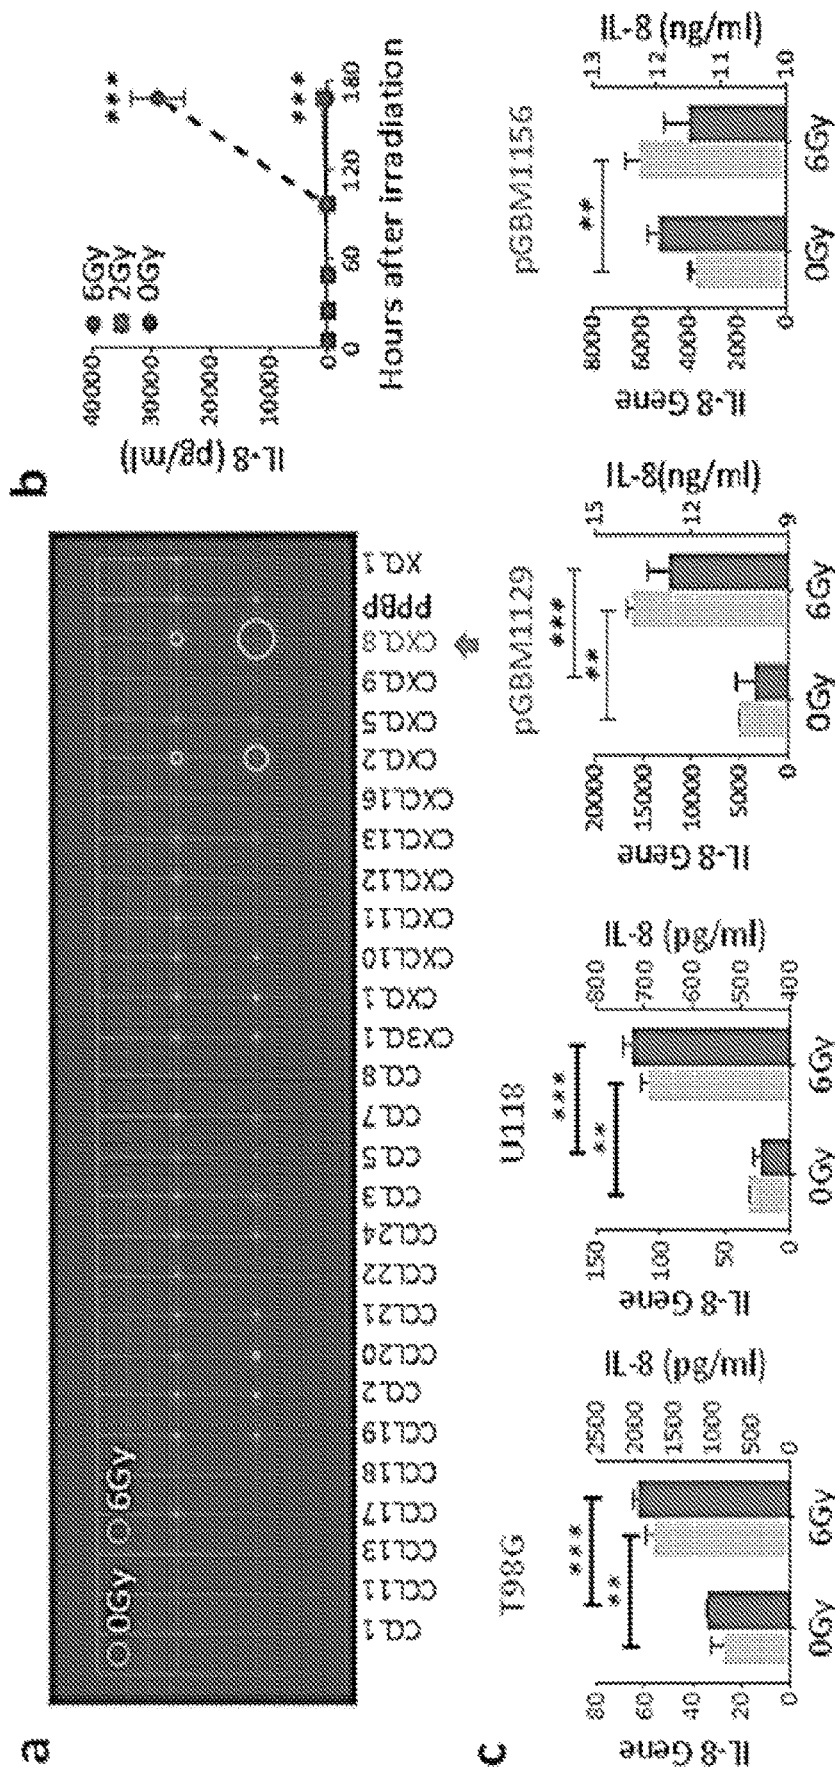 a
0Gy 6Gy
CCL1
CCL11
CCL13
CCL17
CCL18
CCL19
CCL2
CCL20
CCL21
CCL22
CCL24
CCL3
CCL5
CCL7
CCL8
CX3CL1
CXCL1
CXCL10
CXCL11
CXCL12
CXCL13
CXCL16
CXCL2
CXCL5
CXCL9
CXCL8
PPBP
XCL1
b
IL-8 (pg/ml)
40000
30000
20000
10000
0
6Gy
2Gy
0Gy
***
***
0 60 120 180
Hours after irradiation
c
T98G
IL-8 Gene
80
60
40
20
0
***
**
0Gy 6Gy
2500
2000
1500
1000
500
0
IL-8 (pg/ml)
U118
IL-8 Gene
150
100
50
0
***
**
0Gy 6Gy
800
700
600
500
400
IL-8 (pg/ml)
pGBM1129
IL-8 Gene
20000
15000
10000
5000
0
***
**
0Gy 6Gy
15
12
9
IL-8(ng/ml)
pGBM1156
IL-8 Gene
8000
6000
4000
2000
0
**
0Gy 6Gy
13
12
11
10
IL-8 (ng/ml)